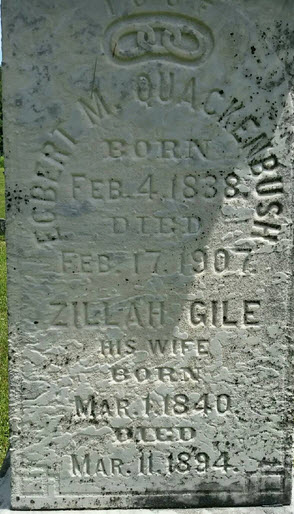 EGBERT M. QUACKENBUSH
BORN
FEB. 4, 1838.
DIED
FEB. 17. 1907.
ZILLAH GILE
HIS WIFE
BORN
MAR. 1. 1840
DIED
MAR. 11. 1894.